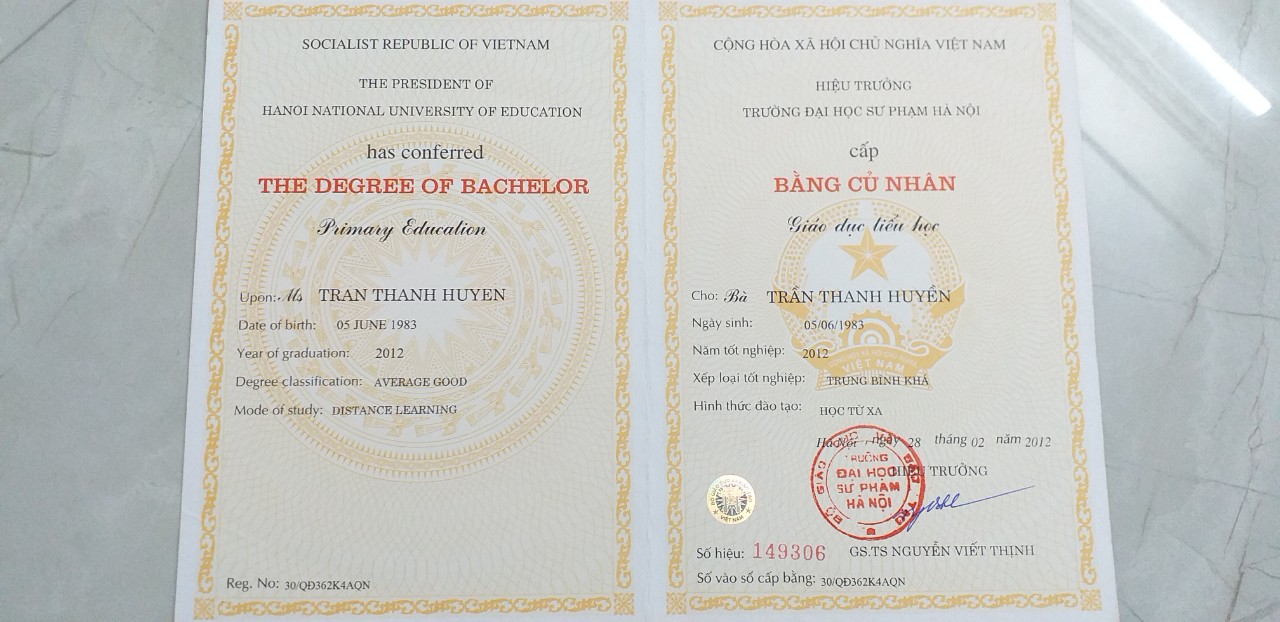 SOCIALIST REPUBLIC OF VIETNAM
THE PRESIDENT OF
HANOI NATIONAL UNIVERSITY OF EDUCATION
has conferred
THE DEGREE OF BACHELOR
Primary Education
Upon: Ms TRAN THANH HUYEN
Date of birth: 05 JUNE 1983
Year of graduation: 2012
Degree classification: AVERAGE GOOD
Mode of study: DISTANCE LEARNING
Reg. No: 30/QĐ362K4AQN
CỘNG HÒA XÃ HỘI CHỦ NGHĨA VIỆT NAM
HIỆU TRƯỞNG
TRƯỜNG ĐẠI HỌC SƯ PHẠM HÀ NỘI
cấp
BẰNG CỬ NHÂN
Giáo dục tiểu học
Cho: Bà TRẦN THANH HUYỀN
Ngày sinh: 05/06/1983
Năm tốt nghiệp: 2012
VIỆT NAM
Xếp loại tốt nghiệp: TRUNG BÌNH KHÁ
Hình thức đào tạo: HỌC TỪ XA
Hà Nội, ngày 28 tháng 02 năm 2012
HIỆU TRƯỞNG
TRƯỜNG
ĐẠI HỌC
SƯ PHẠM
HÀ NỘI
VIỆT NAM
Số hiệu: 149306 GS.TS NGUYỄN VIẾT THỊNH
Số vào sổ cấp bằng: 30/QĐ362K4AQN